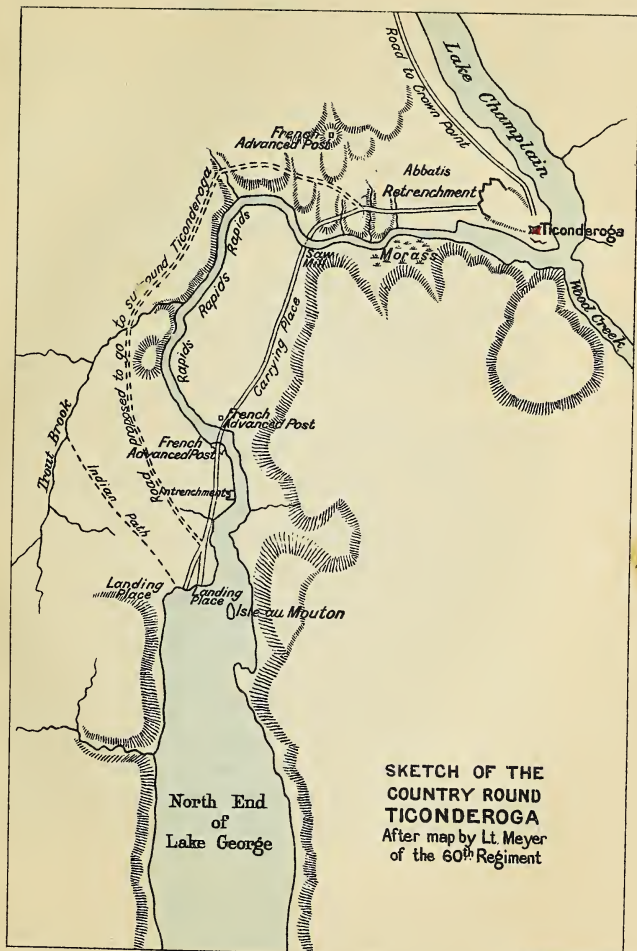 Road to Crown Point
Lake Champlain
French
Advanced Post
Abbatis
Retrenchment
Ticonderoga
Saw
Mill
Morass
Wood Creek
Rapids
Rapids
Rapids
Carrying Place
Road proposed to go to surround Ticonderoga
French
Advanced Post
French
Advanced Post
Entrenchments
Trout Brook
Indian Path
Landing
Place
Landing
Place
Isle au Mouton
North End
of
Lake George
SKETCH OF THE
COUNTRY ROUND
TICONDEROGA
After map by Lt. Meyer
of the 60th Regiment